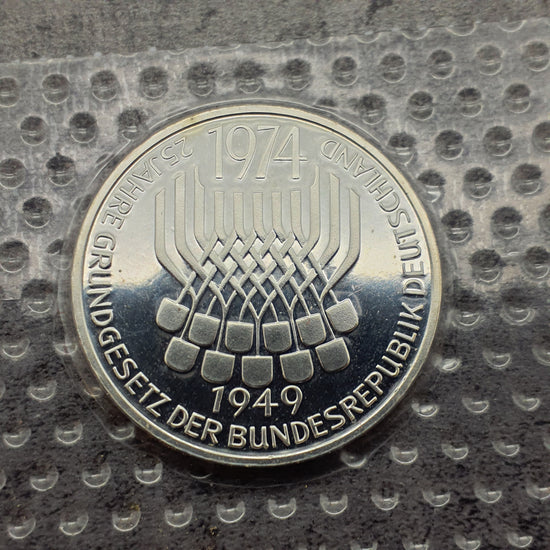 1974
25 JAHRE GRUNDGESETZ DER BUNDESREPUBLIK DEUTSCHLAND
1949